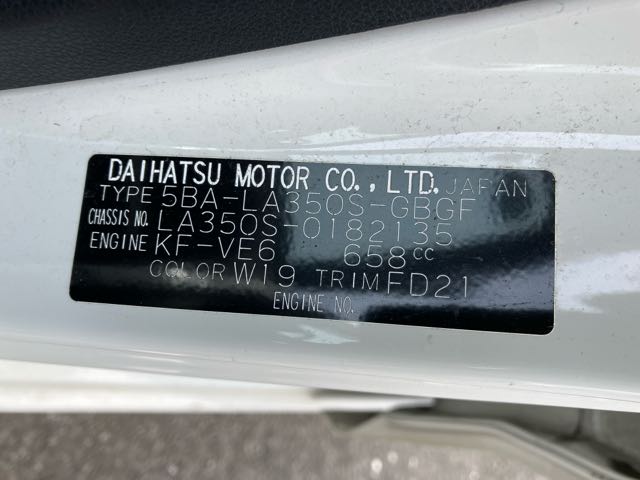 DAIHATSU MOTOR CO., LTD. JAPAN
TYPE 5BA-LA350S-GBGF
CHASSIS NO. LA350S-0182135
ENGINE KF-VE6 658cc
COLOR W19 TRIM FD21
ENGINE NO.